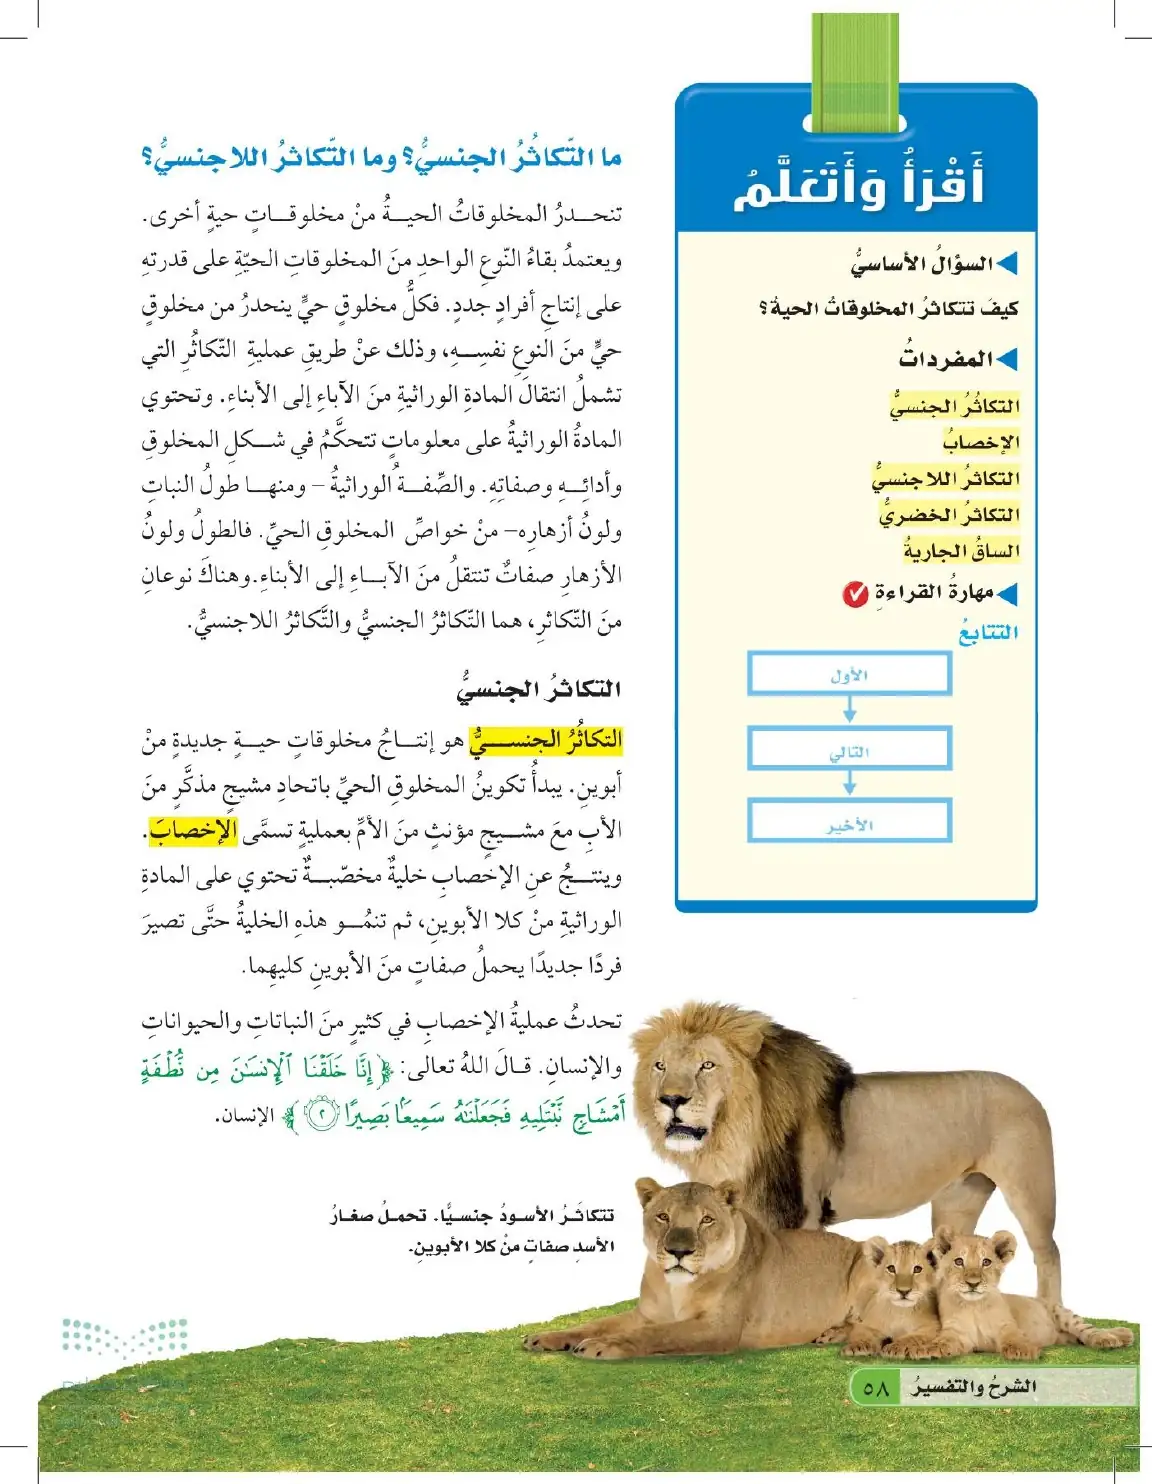 أَقْرَأُ وَأَتَعَلَّمُ
السؤالُ الأساسيُّ
كيفَ تتكاثرُ المخلوقاتُ الحيةُ؟
المفرداتُ
التكاثُرُ الجنسيُّ
الإخصابُ
التكاثرُ اللاجنسيُّ
التكاثرُ الخضريُّ
الساقُ الجاريةُ
مهارةُ القراءةِ
التتابعُ
الأول
التالي
الأخير
ما التّكاثُرُ الجنسيُّ؟ وما التّكاثرُ اللاجنسيُّ؟
تنحدرُ المخلوقاتُ الحيةُ منْ مخلوقاتٍ حيةٍ أخرى.
ويعتمدُ بقاءُ النّوعِ الواحدِ منَ المخلوقاتِ الحيّةِ على قدرتهِ
على إنتاجِ أفرادٍ جددٍ. فكلُّ مخلوقٍ حيٍّ ينحدرُ من مخلوقٍ
حيٍّ منَ النوعِ نفسِهِ، وذلك عنْ طريقِ عمليةِ التّكاثُرِ التي
تشملُ انتقالَ المادةِ الوراثيةِ منَ الآباءِ إلى الأبناءِ. وتحتوي
المادةُ الوراثيةُ على معلوماتٍ تتحكَّمُ في شكلِ المخلوقِ
وأدائِهِ وصفاتِهِ. والصِّفةُ الوراثيةُ – ومنها طولُ النباتِ
ولونُ أزهارِه– منْ خواصِّ المخلوقِ الحيِّ. فالطولُ ولونُ
الأزهارِ صفاتٌ تنتقلُ منَ الآباءِ إلى الأبناءِ.وهناكَ نوعانِ
منَ التّكاثرِ، هما التّكاثرُ الجنسيُّ والتَّكاثرُ اللاجنسيُّ.
التكاثرُ الجنسيُّ
التكاثُرُ الجنسيُّ هو إنتاجُ مخلوقاتٍ حيةٍ جديدةٍ منْ
أبوينِ. يبدأُ تكوينُ المخلوقِ الحيِّ باتحادِ مشيجٍ مذكَّرٍ منَ
الأبِ معَ مشيجٍ مؤنثٍ منَ الأمِّ بعمليةٍ تسمَّى الإخصابَ.
وينتجُ عنِ الإخصابِ خليةٌ مخصّبةٌ تحتوي على المادةِ
الوراثيةِ منْ كلا الأبوينِ، ثم تنمُو هذهِ الخليةُ حتَّى تصيرَ
فردًا جديدًا يحملُ صفاتٍ منَ الأبوينِ كليهِما.
تحدثُ عمليةُ الإخصابِ في كثيرٍ منَ النباتاتِ والحيواناتِ
والإنسانِ. قالَ اللهُ تعالى: ﴿ إِنَّا خَلَقْنَا ٱلْإِنسَٰنَ مِن نُّطْفَةٍ
أَمْشَاجٍ نَّبْتَلِيهِ فَجَعَلْنَٰهُ سَمِيعًۢا بَصِيرًا ٢ ﴾ الإنسان.
تتكاثَرُ الأسودُ جنسيًّا. تحملُ صغارُ
الأسدِ صفاتٍ منْ كلا الأبوينِ.
الشرحُ والتفسيرُ ٥٨